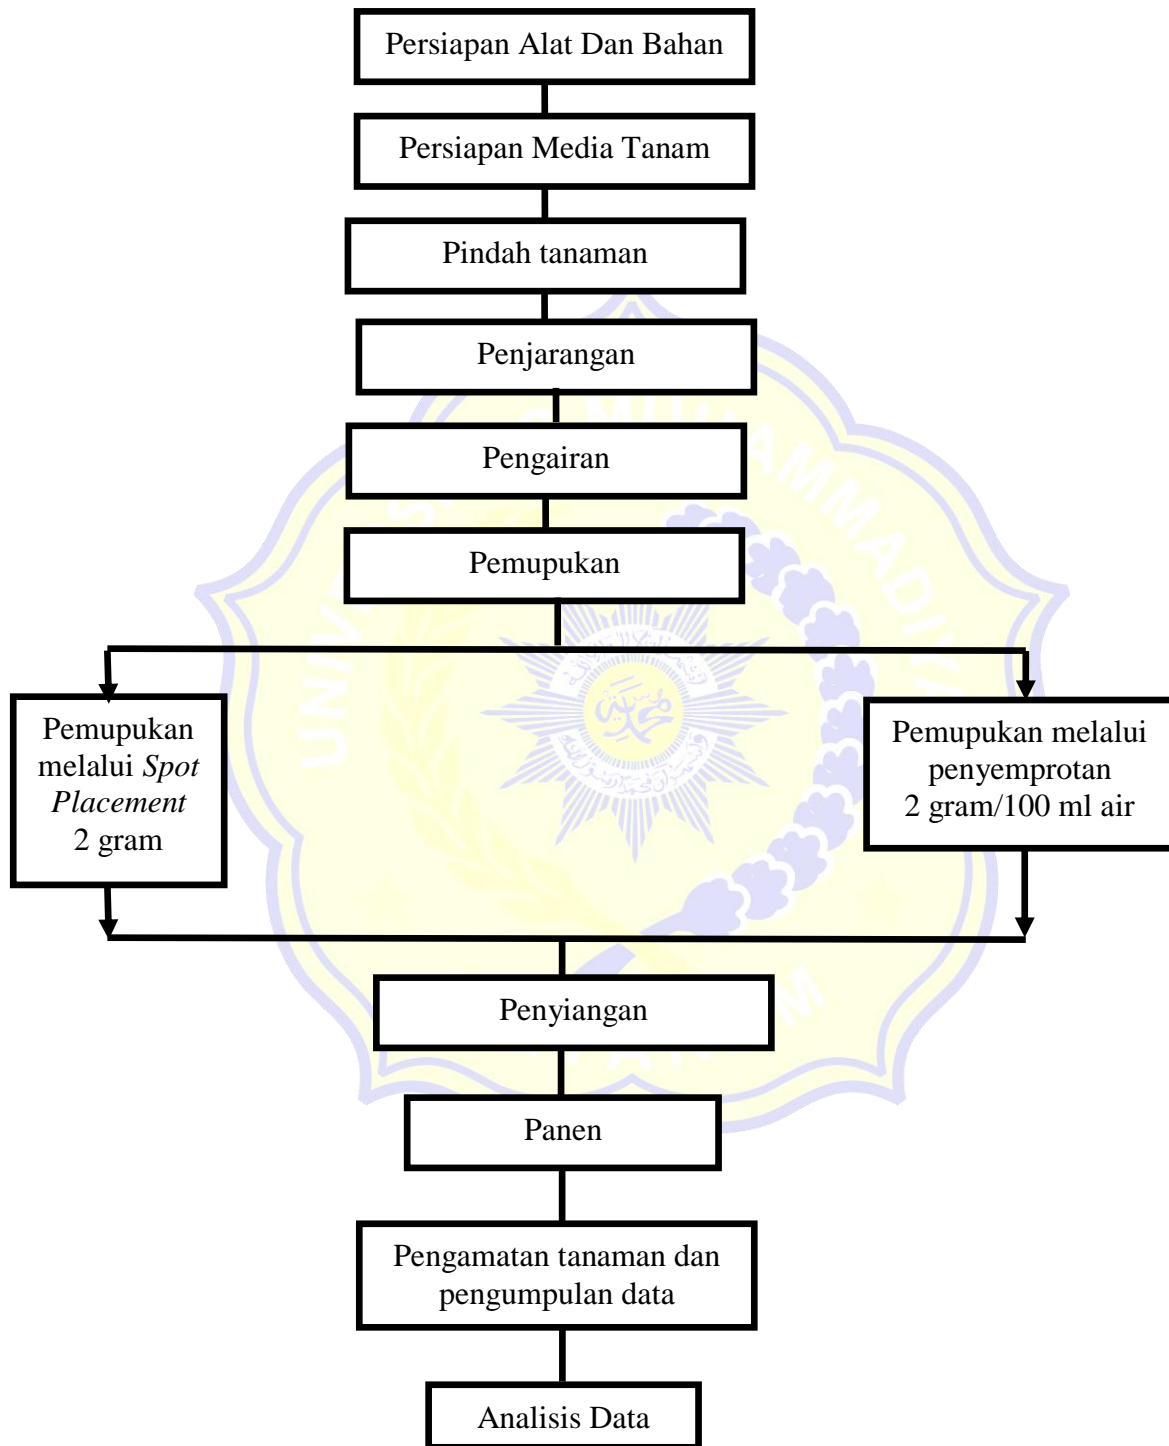 Persiapan Alat Dan Bahan
Persiapan Media Tanam
Pindah tanaman
Penjarangan
Pengairan
Pemupukan
Pemupukan
melalui Spot
Placement
2 gram
Pemupukan melalui
penyemprotan
2 gram/100 ml air
Penyiangan
Panen
Pengamatan tanaman dan
pengumpulan data
Analisis Data